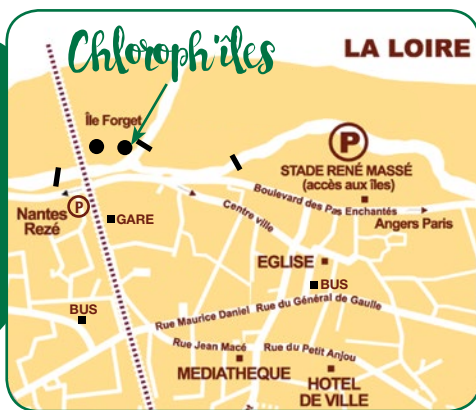 Chloroph'îles
LA LOIRE
Île Forget
P
STADE RENÉ MASSÉ
(accès aux îles)
Boulevard des Pas Enchantés
Nantes
Rezé
P
GARE
Centre ville
Angers Paris
EGLISE
BUS
BUS
Rue Maurice Daniel
Rue du Général de Gaulle
Rue Jean Macé
Rue du Petit Anjou
MEDIATHEQUE
HOTEL
DE VILLE